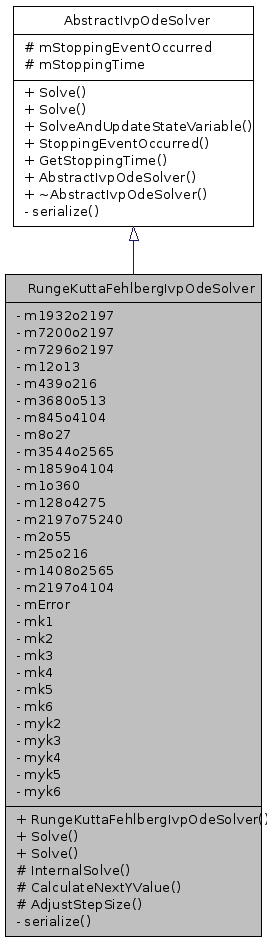 AbstractIvpOdeSolver
# mStoppingEventOccurred
# mStoppingTime
+ Solve()
+ Solve()
+ SolveAndUpdateStateVariable()
+ StoppingEventOccurred()
+ GetStoppingTime()
+ AbstractIvpOdeSolver()
+ ~AbstractIvpOdeSolver()
- serialize()
RungeKuttaFehlbergIvpOdeSolver
- m1932o2197
- m7200o2197
- m7296o2197
- m12o13
- m439o216
- m3680o513
- m845o4104
- m8o27
- m3544o2565
- m1859o4104
- m1o360
- m128o4275
- m2197o75240
- m2o55
- m25o216
- m1408o2565
- m2197o4104
- mError
- mk1
- mk2
- mk3
- mk4
- mk5
- mk6
- myk2
- myk3
- myk4
- myk5
- myk6
+ RungeKuttaFehlbergIvpOdeSolver()
+ Solve()
+ Solve()
# InternalSolve()
# CalculateNextYValue()
# AdjustStepSize()
- serialize()